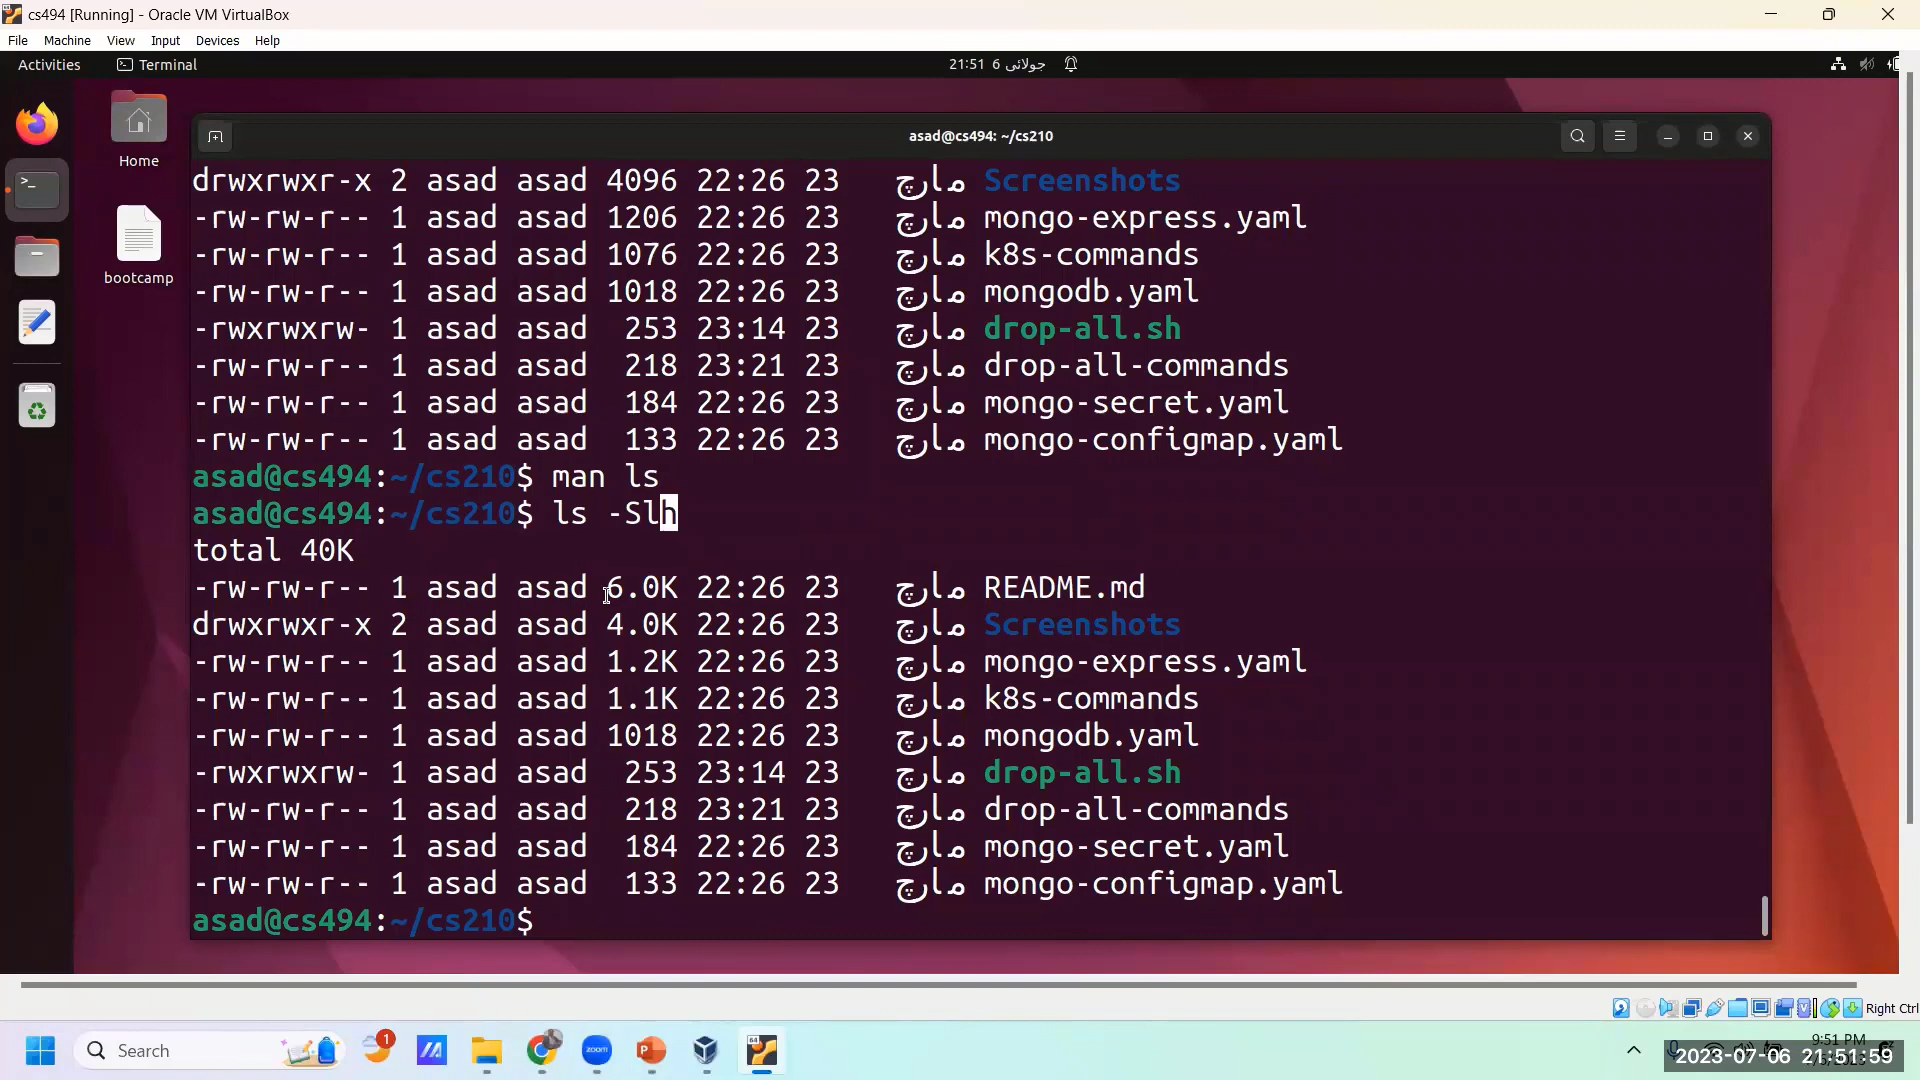 cs494 [Running] - Oracle VM VirtualBox
File Machine View Input Devices Help
Activities Terminal 21:51 6 جولائی
Home
bootcamp
asad@cs494: ~/cs210
drwxrwxr-x 2 asad asad 4096 22:26 23 مارچ Screenshots
-rw-rw-r-- 1 asad asad 1206 22:26 23 مارچ mongo-express.yaml
-rw-rw-r-- 1 asad asad 1076 22:26 23 مارچ k8s-commands
-rw-rw-r-- 1 asad asad 1018 22:26 23 مارچ mongodb.yaml
-rwxrwxrw- 1 asad asad 253 23:14 23 مارچ drop-all.sh
-rw-rw-r-- 1 asad asad 218 23:21 23 مارچ drop-all-commands
-rw-rw-r-- 1 asad asad 184 22:26 23 مارچ mongo-secret.yaml
-rw-rw-r-- 1 asad asad 133 22:26 23 مارچ mongo-configmap.yaml
asad@cs494:~/cs210$ man ls
asad@cs494:~/cs210$ ls -Slh
total 40K
-rw-rw-r-- 1 asad asad 6.0K 22:26 23 مارچ README.md
drwxrwxr-x 2 asad asad 4.0K 22:26 23 مارچ Screenshots
-rw-rw-r-- 1 asad asad 1.2K 22:26 23 مارچ mongo-express.yaml
-rw-rw-r-- 1 asad asad 1.1K 22:26 23 مارچ k8s-commands
-rw-rw-r-- 1 asad asad 1018 22:26 23 مارچ mongodb.yaml
-rwxrwxrw- 1 asad asad 253 23:14 23 مارچ drop-all.sh
-rw-rw-r-- 1 asad asad 218 23:21 23 مارچ drop-all-commands
-rw-rw-r-- 1 asad asad 184 22:26 23 مارچ mongo-secret.yaml
-rw-rw-r-- 1 asad asad 133 22:26 23 مارچ mongo-configmap.yaml
asad@cs494:~/cs210$
Right Ctrl
Search
1
zoom
64
9:51 PM
2023-07-06 21:51:59